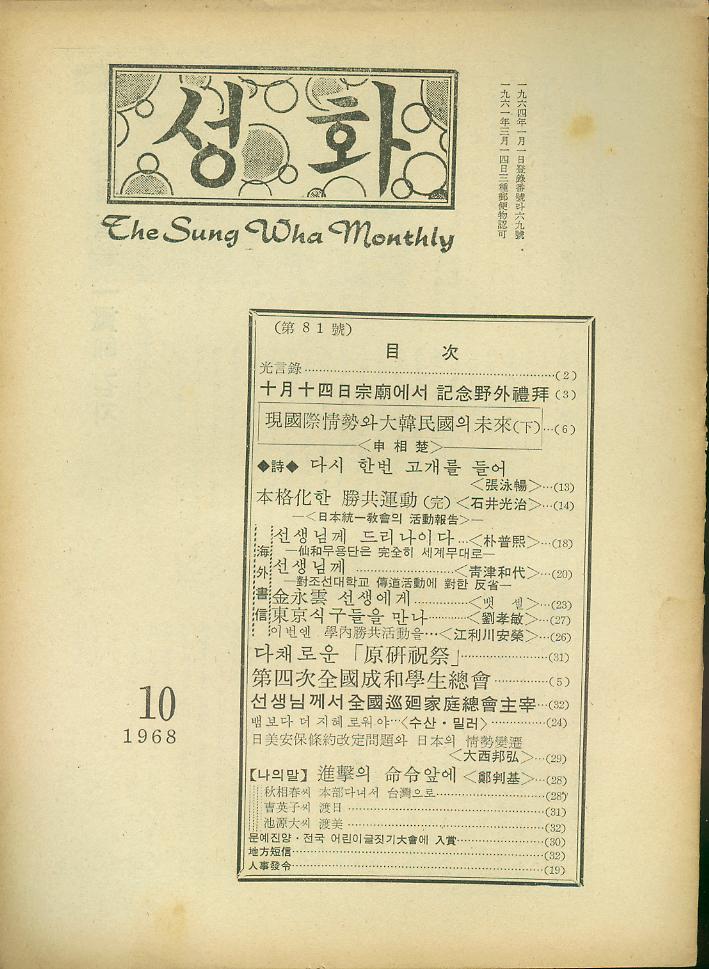 성화
The Sung Wha Monthly
一九六四年一月一日登錄番號라六九號
一九六一年三月一四日三種郵便物認可
(第81號)
目 次
光言錄……(2)
十月十四日宗廟에서 記念野外禮拜 (3)
現國際情勢와大韓民國의未來(下)…(6)
<申相楚>
◆詩◆ 다시 한번 고개를 들어
<張泳暢>…(13)
本格化한 勝共運動(完) <石井光治>…(14)
—<日本統一敎會의 活動報告>—
海外書信
선생님께 드리나이다…<朴普熙>…(18)
—仙和무용단은 完全히 세계무대로—
선생님께……<靑津和代>…(20)
—對조선대학교 傳道活動에 對한 反省—
金永雲 선생에게……<뱃 셀>…(23)
東京식구들을 만나……<劉孝敏>…(27)
이번엔 學內勝共活動을…<江利川安榮>…(26)
다채로운「原硏祝祭」……(31)
第四次全國成和學生總會……(5)
선생님께서 全國巡廻家庭總會主宰…(32)
뱀보다 더 지혜로워야…<수산·밀러>……(24)
日美安保條約改定問題와 日本의 情勢變遷
<大西邦弘>…(29)
【나의말】 進擊의 命令앞에 <鄭判基>…(28)
秋相春씨 本部다녀서 台灣으로……(28)
曺英子씨 渡日……(31)
池源大씨 渡美……(32)
문예진양·전국 어린이글짓기大會에 入賞……(30)
地方短信……(32)
人事發令……(19)
10
1968